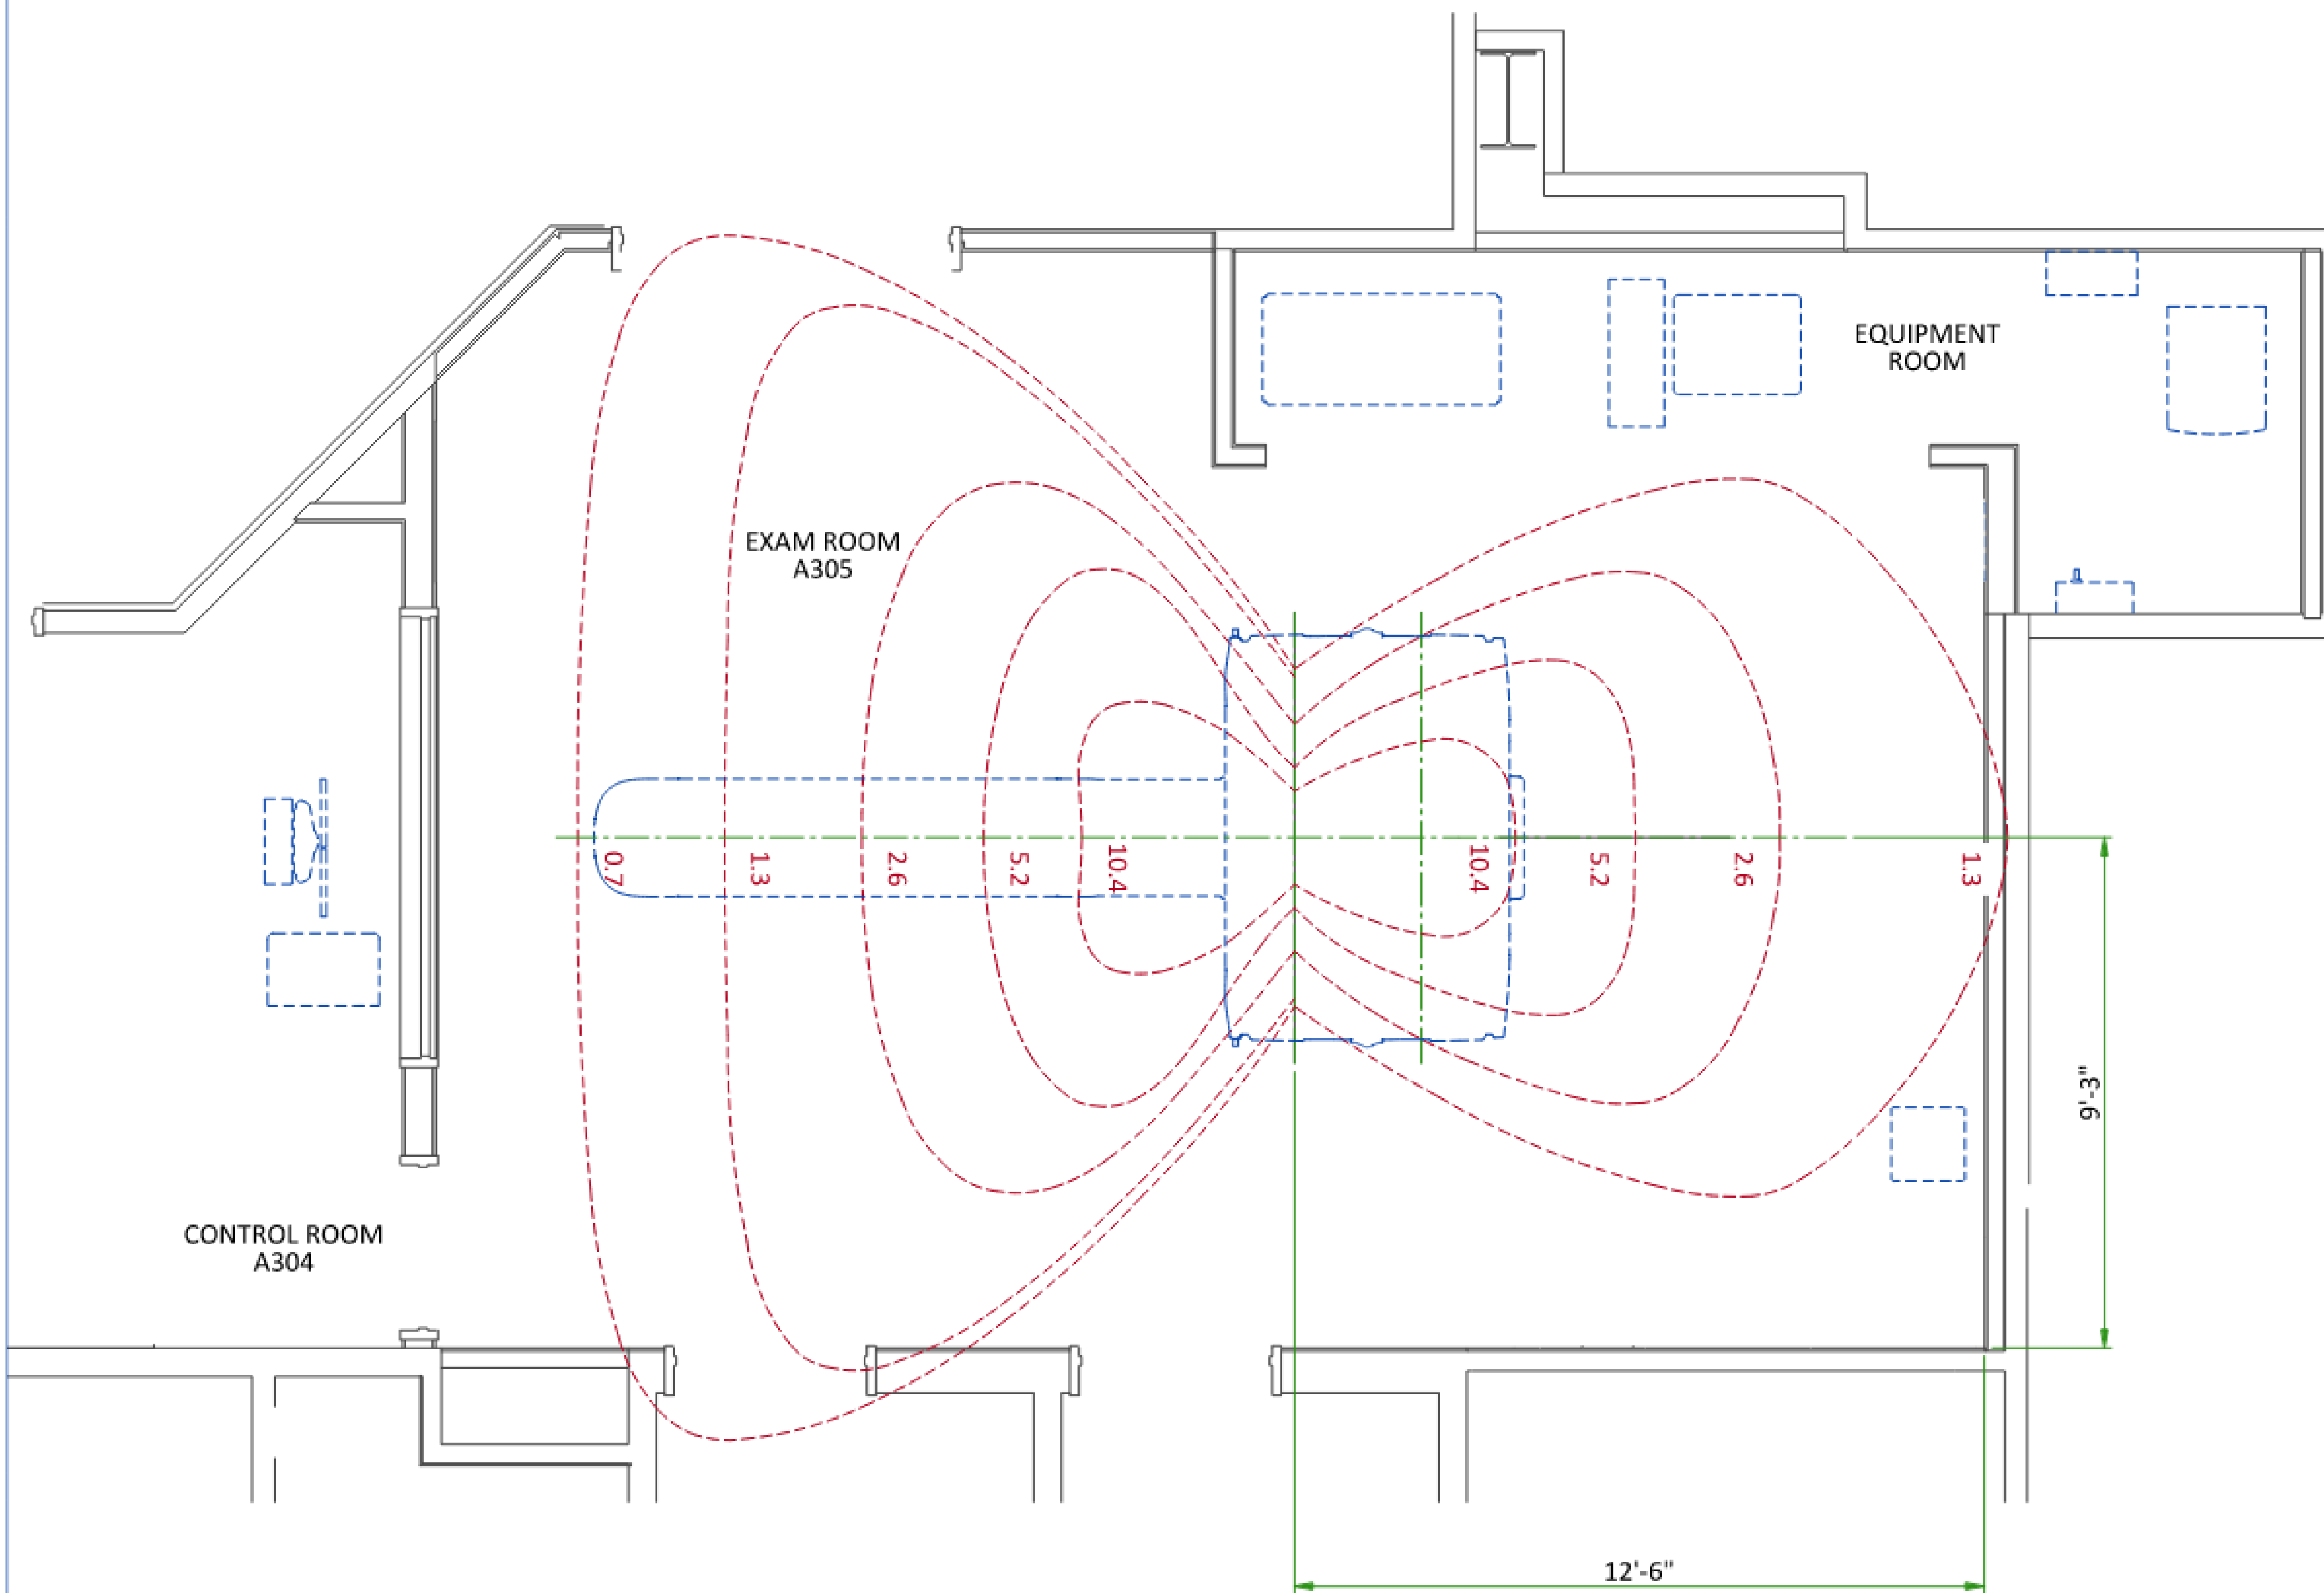 EQUIPMENT
ROOM
EXAM ROOM
A305
0.7
1.3
2.6
5.2
10.4
10.4
5.2
2.6
1.3
9'-3"
CONTROL ROOM
A304
12'-6"